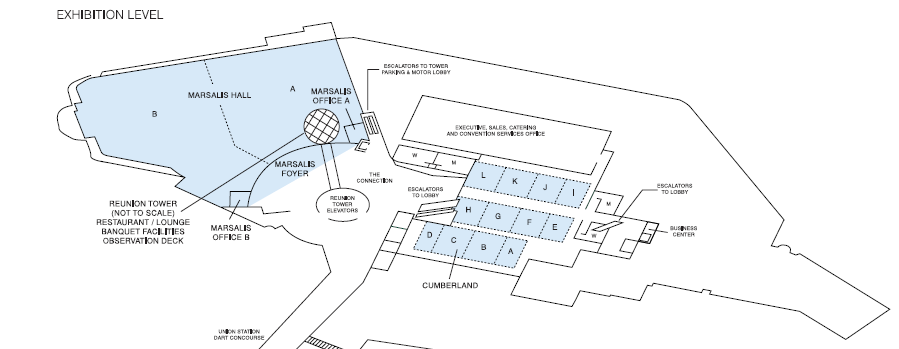 EXHIBITION LEVEL
ESCALATORS TO TOWER
PARKING & MOTOR LOBBY
MARSALIS HALL
A
B
MARSALIS
OFFICE A
EXECUTIVE, SALES, CATERING
AND CONVENTION SERVICES OFFICE
W
M
MARSALIS
FOYER
THE
CONNECTION
L
K
J
I
ESCALATORS
TO LOBBY
ESCALATORS
TO LOBBY
REUNION
TOWER
ELEVATORS
REUNION TOWER
(NOT TO SCALE)
RESTAURANT / LOUNGE
BANQUET FACILITIES
OBSERVATION DECK
MARSALIS
OFFICE B
H
G
F
E
M
W
BUSINESS
CENTER
D
C
B
A
CUMBERLAND
UNION STATION
DART CONCOURSE